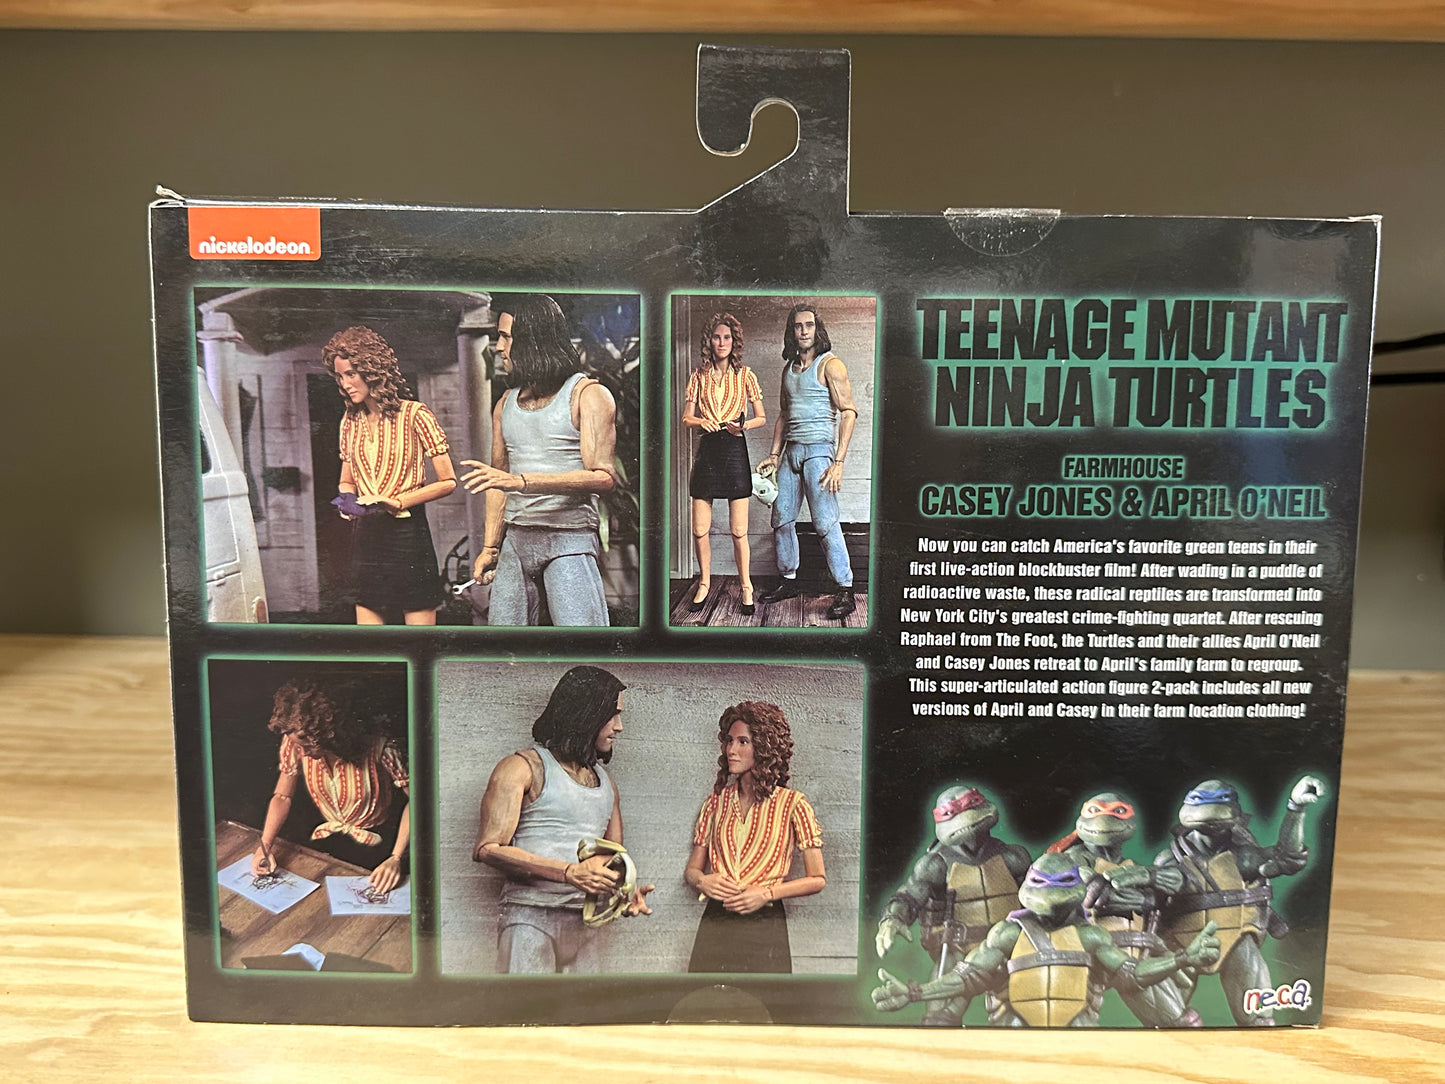 nickelodeon
TEENAGE MUTANT
NINJA TURTLES
FARMHOUSE
CASEY JONES & APRIL O'NEIL
Now you can catch America's favorite green teens in their
first live-action blockbuster film! After wading in a puddle of
radioactive waste, these radical reptiles are transformed into
New York City's greatest crime-fighting quartet. After rescuing
Raphael from The Foot, the Turtles and their allies April O'Neil
and Casey Jones retreat to April's family farm to regroup.
This super-articulated action figure 2-pack includes all new
versions of April and Casey in their farm location clothing!
neca